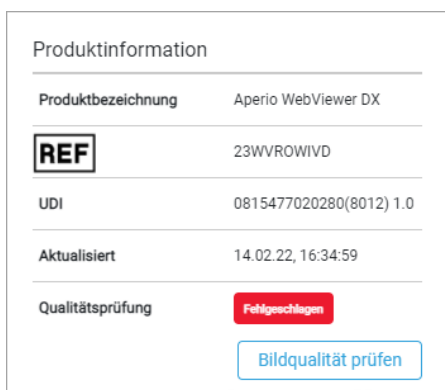 Produktinformation
Produktbezeichnung Aperio WebViewer DX
REF 23WVROWIVD
UDI 0815477020280(8012) 1.0
Aktualisiert 14.02.22, 16:34:59
Qualitätsprüfung Fehlgeschlagen
Bildqualität prüfen